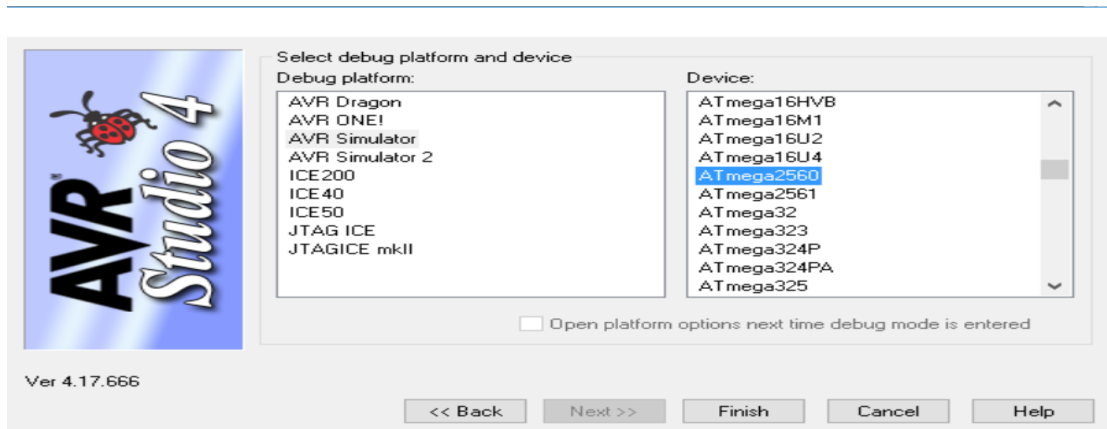 Select debug platform and device
Debug platform:
AVR Dragon
AVR ONE!
AVR Simulator
AVR Simulator 2
ICE200
ICE40
ICE50
JTAG ICE
JTAGICE mkII
Device:
ATmega16HVB
ATmega16M1
ATmega16U2
ATmega16U4
ATmega2560
ATmega2561
ATmega32
ATmega323
ATmega324P
ATmega324PA
ATmega325
Open platform options next time debug mode is entered
AVR®
Studio 4
Ver 4.17.666
<< Back Next >> Finish Cancel Help